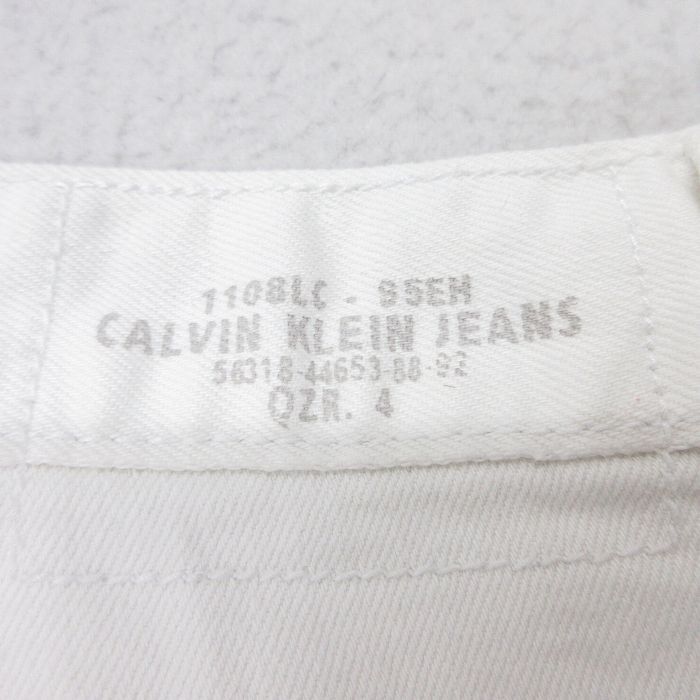 1108LC - 95EH
CALVIN KLEIN JEANS
56318-44653-88-92
QZR. 4